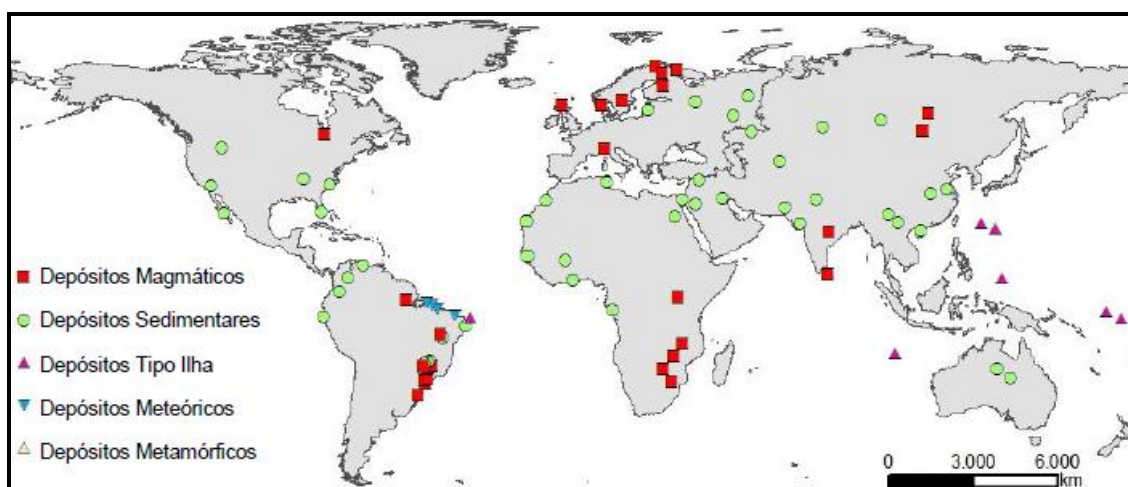 Depósitos Magmáticos
Depósitos Sedimentares
Depósitos Tipo Ilha
Depósitos Meteóricos
Depósitos Metamórficos
0 3.000 6.000
km